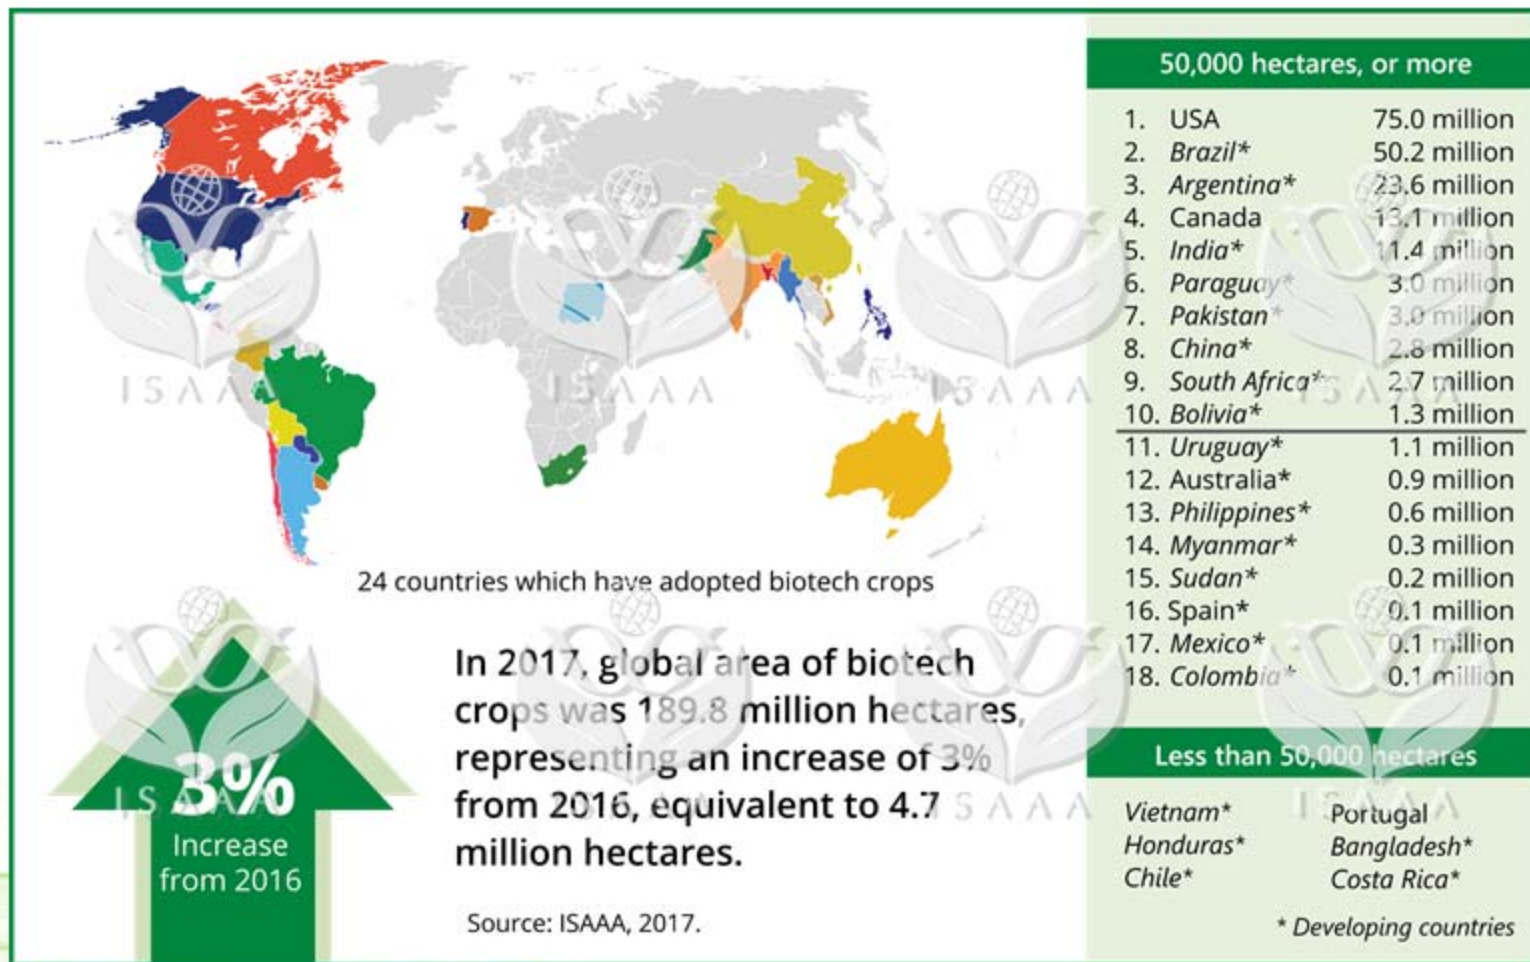 50,000 hectares, or more
1. USA 75.0 million
2. Brazil* 50.2 million
3. Argentina* 23.6 million
4. Canada 13.1 million
5. India* 11.4 million
6. Paraguay* 3.0 million
7. Pakistan* 3.0 million
8. China* 2.8 million
9. South Africa* 2.7 million
10. Bolivia* 1.3 million
11. Uruguay* 1.1 million
12. Australia* 0.9 million
13. Philippines* 0.6 million
14. Myanmar* 0.3 million
15. Sudan* 0.2 million
16. Spain* 0.1 million
17. Mexico* 0.1 million
18. Colombia* 0.1 million
Less than 50,000 hectares
Vietnam* Portugal
Honduras* Bangladesh*
Chile* Costa Rica*
* Developing countries
24 countries which have adopted biotech crops
3%
Increase
from 2016
In 2017, global area of biotech
crops was 189.8 million hectares,
representing an increase of 3%
from 2016, equivalent to 4.7
million hectares.
Source: ISAAA, 2017.
ISAAA
ISAAA
ISAAA
ISAAA
ISAAA
ISAAA
ISAAA
ISAAA